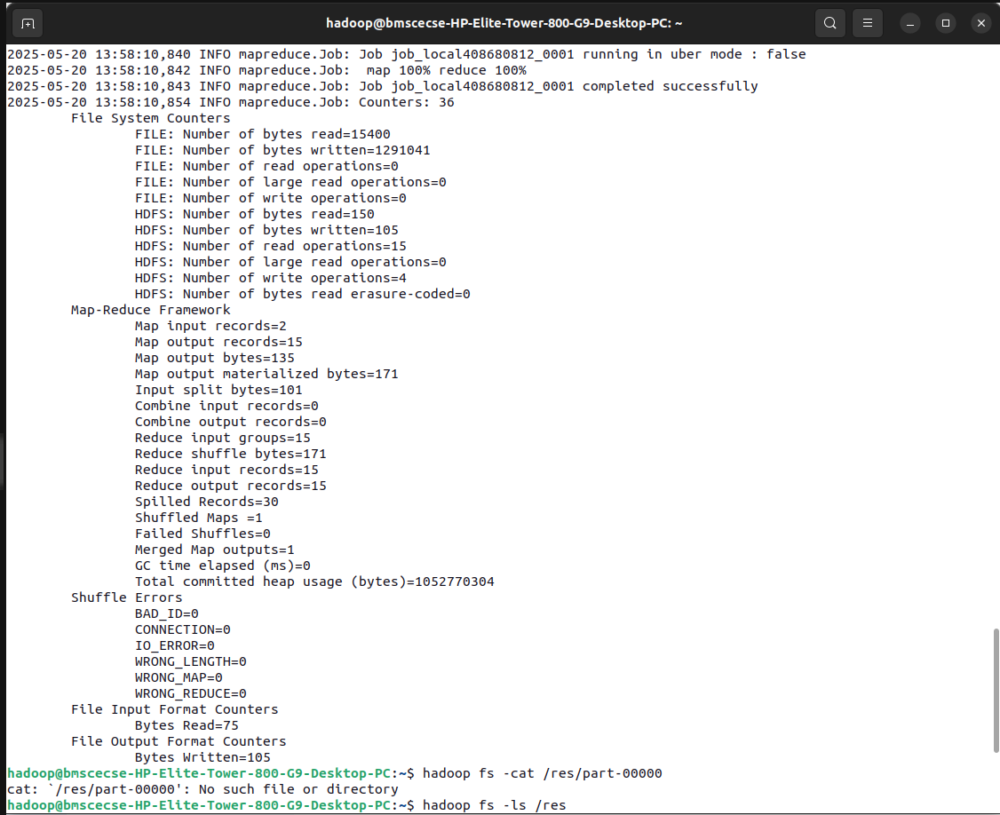 hadoop@bmscecse-HP-Elite-Tower-800-G9-Desktop-PC: ~
2025-05-20 13:58:10,840 INFO mapreduce.Job: Job job_local408680812_0001 running in uber mode : false
2025-05-20 13:58:10,842 INFO mapreduce.Job:  map 100% reduce 100%
2025-05-20 13:58:10,843 INFO mapreduce.Job: Job job_local408680812_0001 completed successfully
2025-05-20 13:58:10,854 INFO mapreduce.Job: Counters: 36
File System Counters
FILE: Number of bytes read=15400
FILE: Number of bytes written=1291041
FILE: Number of read operations=0
FILE: Number of large read operations=0
FILE: Number of write operations=0
HDFS: Number of bytes read=150
HDFS: Number of bytes written=105
HDFS: Number of read operations=15
HDFS: Number of large read operations=0
HDFS: Number of write operations=4
HDFS: Number of bytes read erasure-coded=0
Map-Reduce Framework
Map input records=2
Map output records=15
Map output bytes=135
Map output materialized bytes=171
Input split bytes=101
Combine input records=0
Combine output records=0
Reduce input groups=15
Reduce shuffle bytes=171
Reduce input records=15
Reduce output records=15
Spilled Records=30
Shuffled Maps =1
Failed Shuffles=0
Merged Map outputs=1
GC time elapsed (ms)=0
Total committed heap usage (bytes)=1052770304
Shuffle Errors
BAD_ID=0
CONNECTION=0
IO_ERROR=0
WRONG_LENGTH=0
WRONG_MAP=0
WRONG_REDUCE=0
File Input Format Counters
Bytes Read=75
File Output Format Counters
Bytes Written=105
hadoop@bmscecse-HP-Elite-Tower-800-G9-Desktop-PC:~$ hadoop fs -cat /res/part-00000
cat: `/res/part-00000': No such file or directory
hadoop@bmscecse-HP-Elite-Tower-800-G9-Desktop-PC:~$ hadoop fs -ls /res